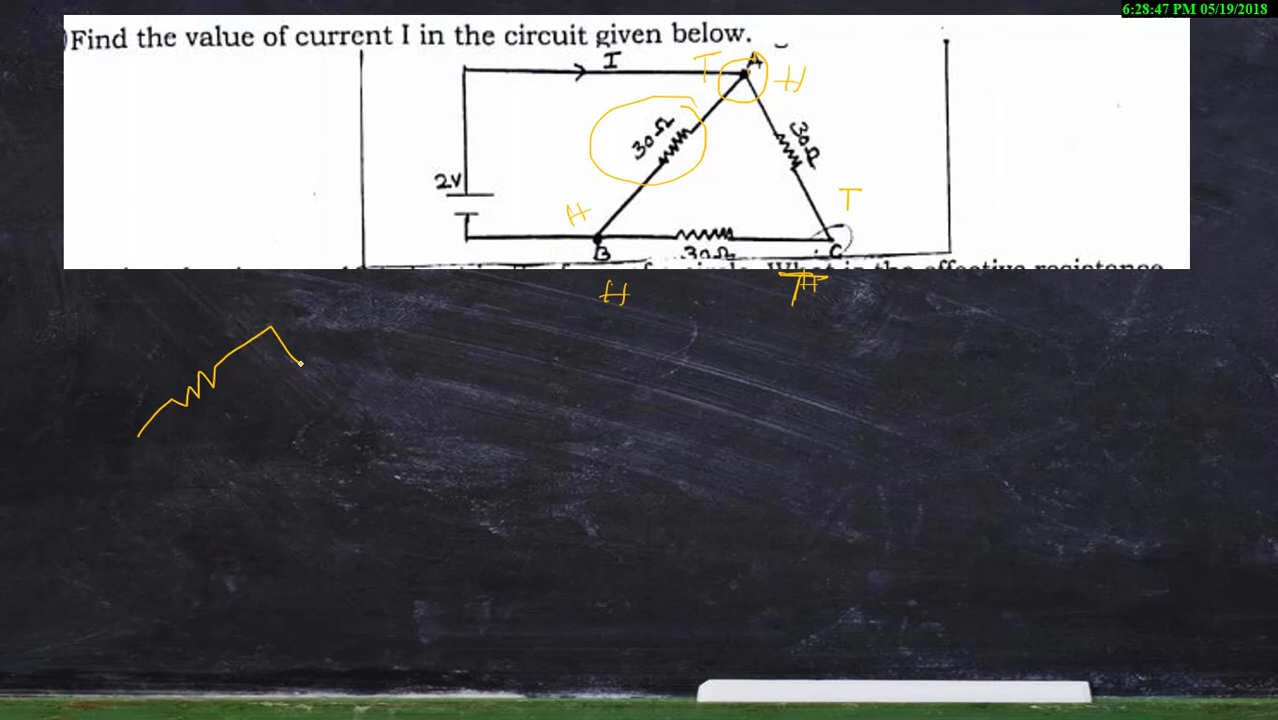 6:28:47 PM 05/19/2018
)Find the value of current I in the circuit given below.
I
T
A
H
30Ω
30Ω
2V
T
H
B
30Ω
C
H
TH